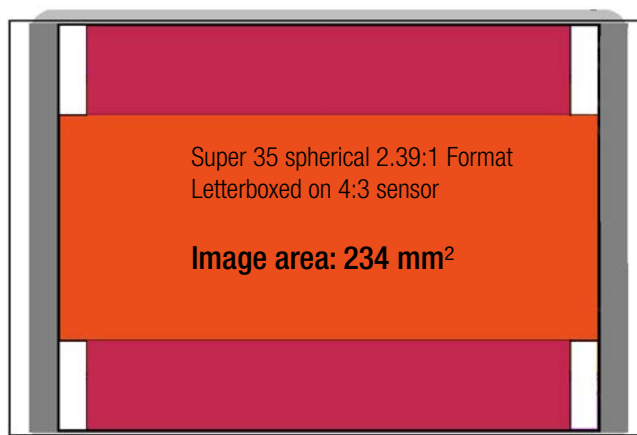 Super 35 spherical 2.39:1 Format
Letterboxed on 4:3 sensor
Image area: 234 mm²